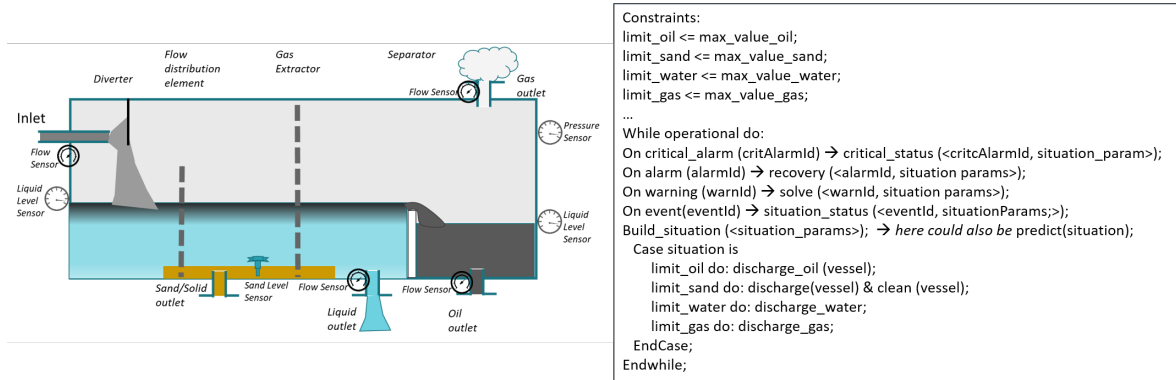 Diverter
Flow
distribution
element
Gas
Extractor
Separator
Flow Sensor
Gas
outlet
Inlet
Flow
Sensor
Pressure
Sensor
Liquid
Level
Sensor
Liquid
Level
Sensor
Sand/Solid
outlet
Sand Level
Sensor
Flow Sensor
Liquid
outlet
Flow Sensor
Oil
outlet
Constraints:
limit_oil <= max_value_oil;
limit_sand <= max_value_sand;
limit_water <= max_value_water;
limit_gas <= max_value_gas;
...
While operational do:
On critical_alarm (critAlarmId) → critical_status (<critcAlarmId, situation_param>);
On alarm (alarmId) → recovery (<alarmId, situation params>);
On warning (warnId) → solve (<warnId, situation params>);
On event(eventId) → situation_status (<eventId, situationParams;>);
Build_situation (<situation_params>); → here could also be predict(situation);
Case situation is
limit_oil do: discharge_oil (vessel);
limit_sand do: discharge(vessel) & clean (vessel);
limit_water do: discharge_water;
limit_gas do: discharge_gas;
EndCase;
Endwhile;